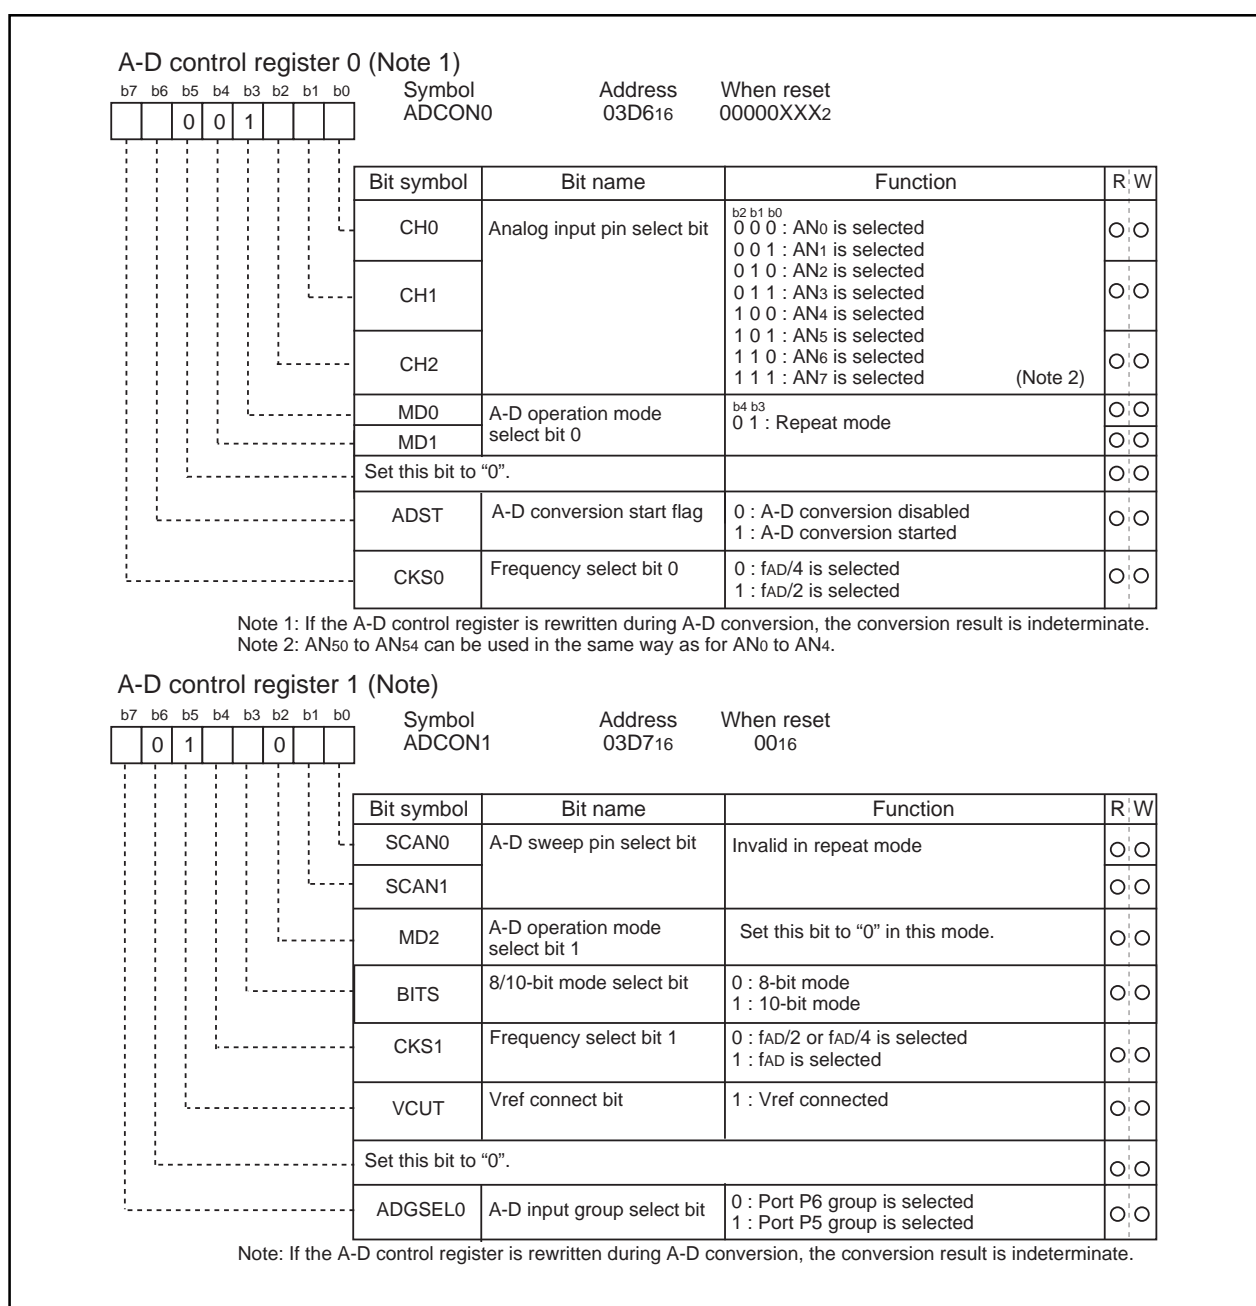 A-D control register 0 (Note 1)
b7 b6 b5 b4 b3 b2 b1 b0
Symbol Address When reset
ADCON0 03D616 00000XXX2
0 0 1
Bit symbol Bit name Function R W
CH0 Analog input pin select bit
b2 b1 b0
0 0 0 : AN0 is selected
0 0 1 : AN1 is selected
0 1 0 : AN2 is selected
CH1
0 1 1 : AN3 is selected
1 0 0 : AN4 is selected
1 0 1 : AN5 is selected
CH2
1 1 0 : AN6 is selected
1 1 1 : AN7 is selected (Note 2)
MD0 A-D operation mode
select bit 0
b4 b3
0 1 : Repeat mode
MD1
Set this bit to “0”.
ADST A-D conversion start flag 0 : A-D conversion disabled
1 : A-D conversion started
CKS0 Frequency select bit 0 0 : fAD/4 is selected
1 : fAD/2 is selected
Note 1: If the A-D control register is rewritten during A-D conversion, the conversion result is indeterminate.
Note 2: AN50 to AN54 can be used in the same way as for AN0 to AN4.
A-D control register 1 (Note)
b7 b6 b5 b4 b3 b2 b1 b0
Symbol Address When reset
ADCON1 03D716 0016
0 1 0
Bit symbol Bit name Function R W
SCAN0 A-D sweep pin select bit Invalid in repeat mode
SCAN1
MD2 A-D operation mode
select bit 1
Set this bit to “0” in this mode.
BITS 8/10-bit mode select bit 0 : 8-bit mode
1 : 10-bit mode
CKS1 Frequency select bit 1 0 : fAD/2 or fAD/4 is selected
1 : fAD is selected
VCUT Vref connect bit 1 : Vref connected
Set this bit to “0”.
ADGSEL0 A-D input group select bit 0 : Port P6 group is selected
1 : Port P5 group is selected
Note: If the A-D control register is rewritten during A-D conversion, the conversion result is indeterminate.